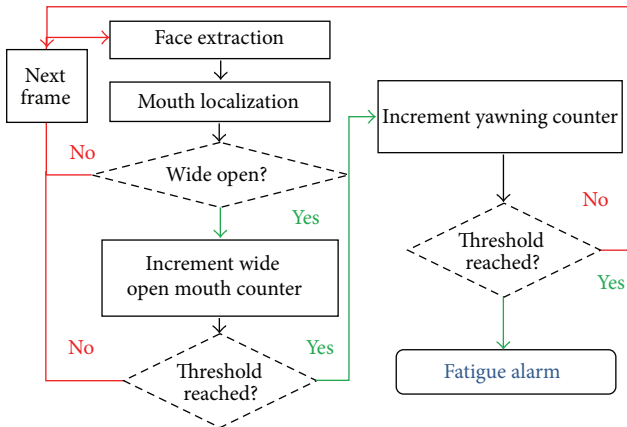 Face extraction
Next
frame
Mouth localization
No
Wide open?
Yes
Increment wide
open mouth counter
No
Yes
Threshold
reached?
Increment yawning counter
No
Threshold
reached?
Yes
Fatigue alarm